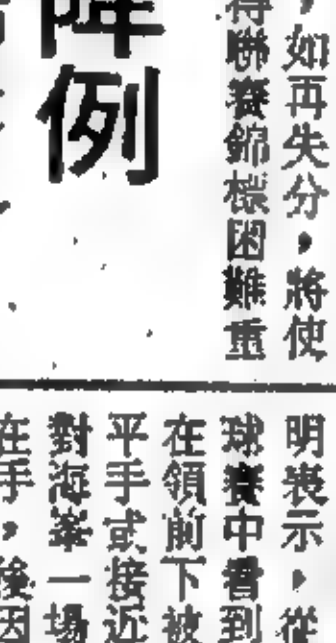 ，如再失分，將使
得聯賽錦標困難重
陣例
明表示，從
球賽中看到
在領前下被
平手或接近
對海峯一場
在手，後因